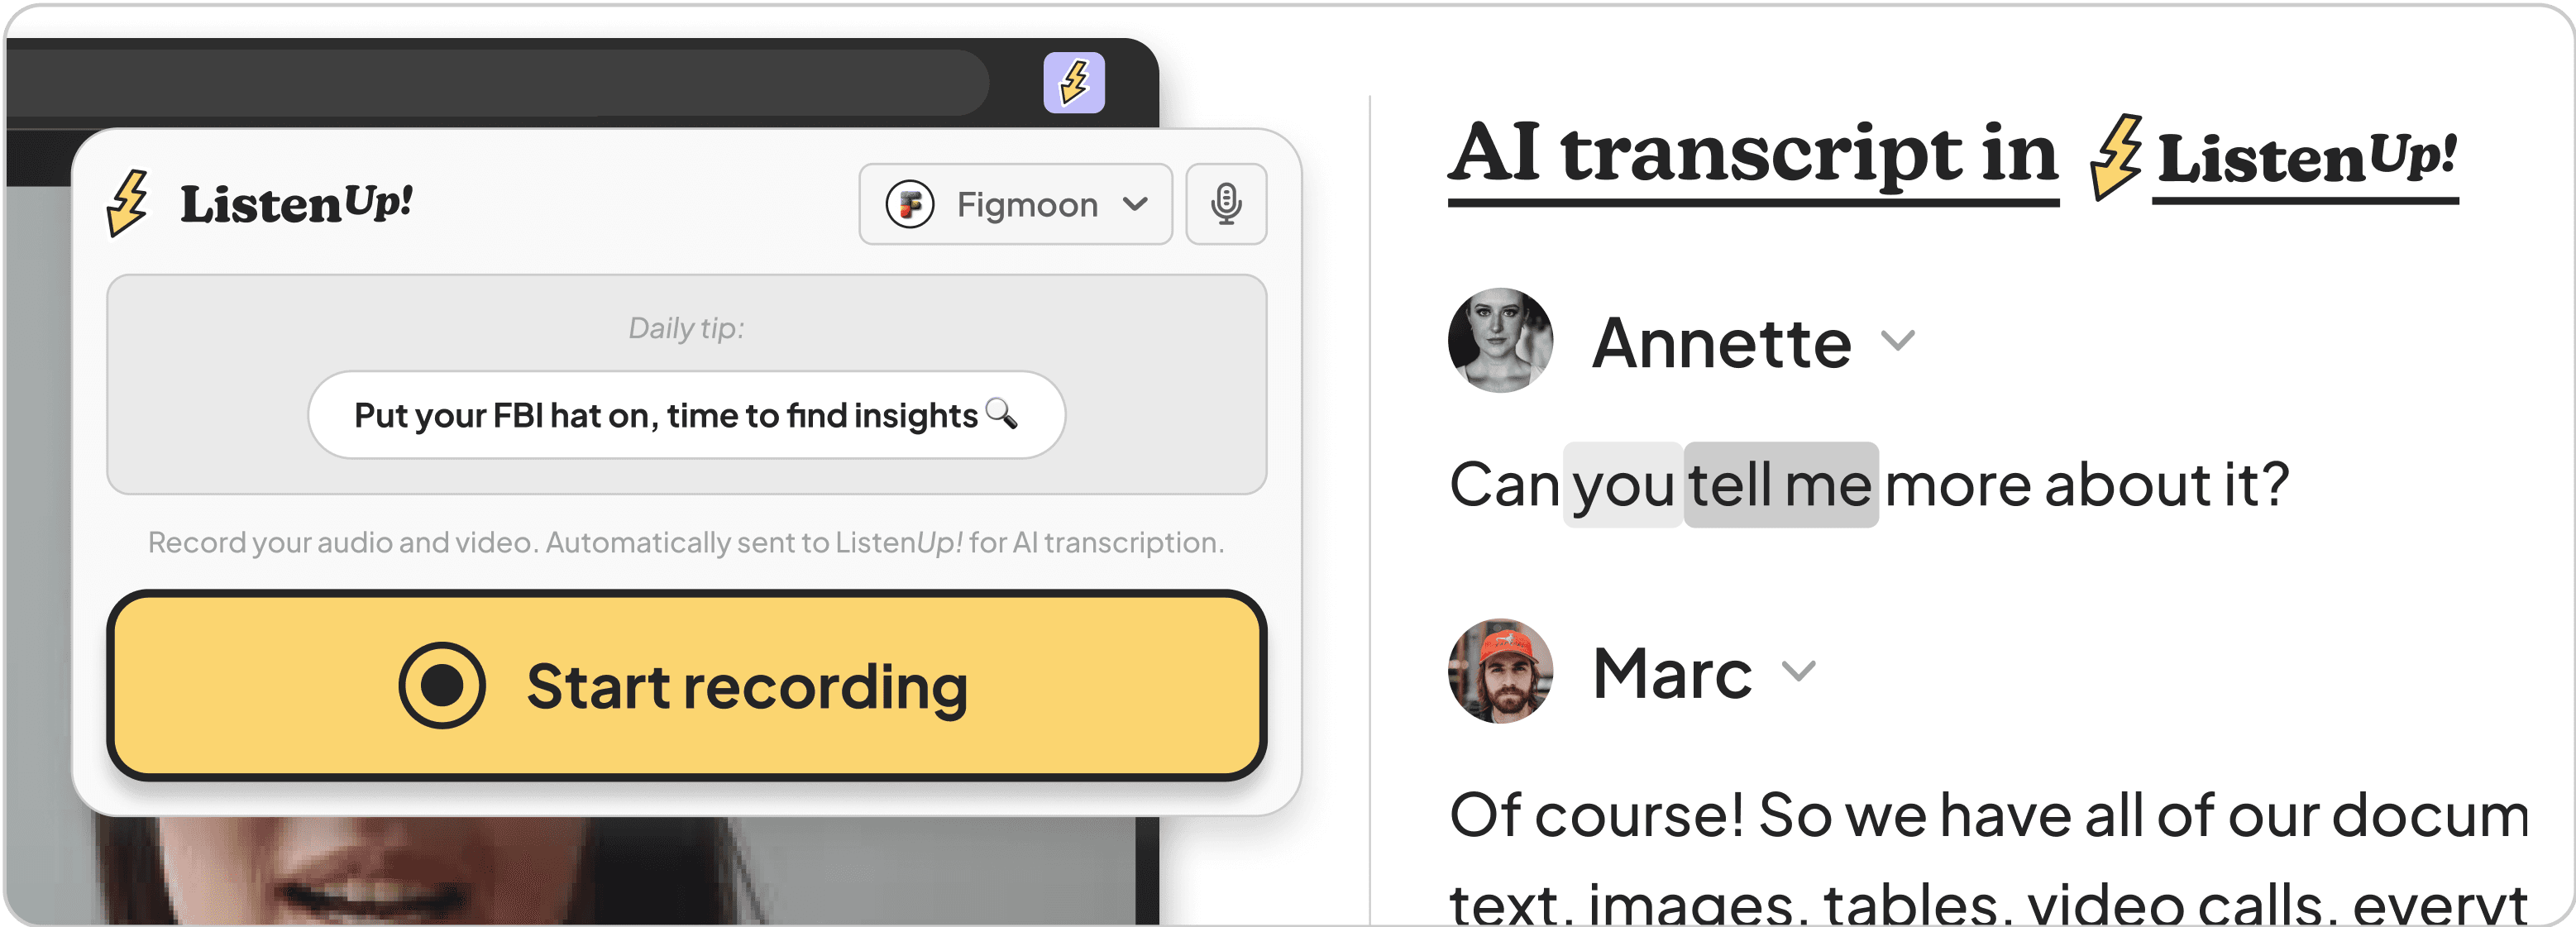 ListenUp!
Figmoon
Daily tip:
Put your FBI hat on, time to find insights
Record your audio and video. Automatically sent to ListenUp! for AI transcription.
Start recording
AI transcript in ListenUp!
Annette
Can you tell me more about it?
Marc
Of course! So we have all of our docum
text, images, tables, video calls, everyt